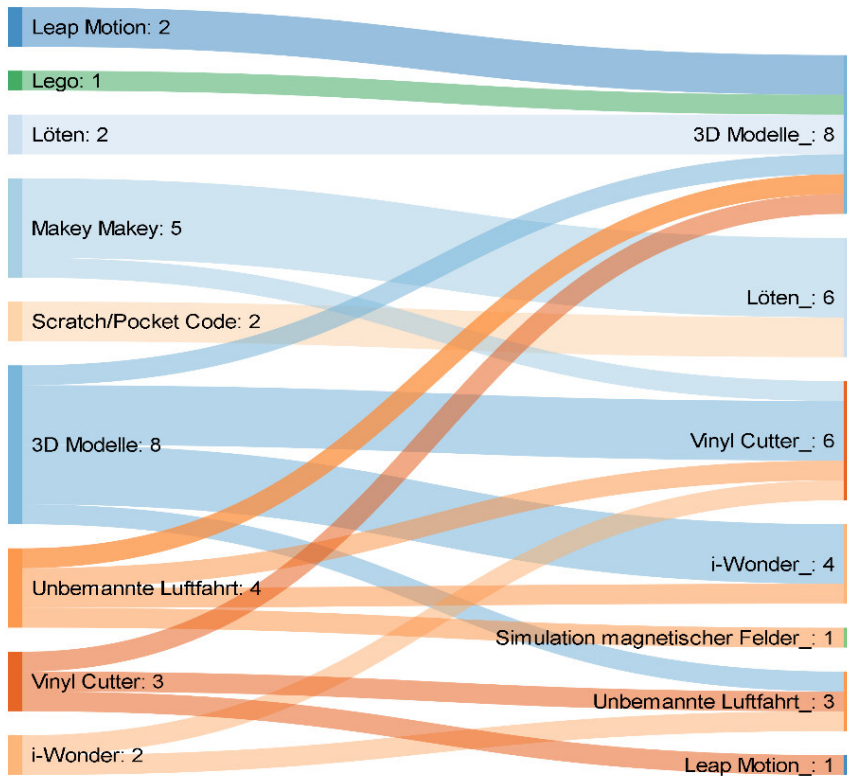 Leap Motion: 2
Lego: 1
Löten: 2
Makey Makey: 5
Scratch/Pocket Code: 2
3D Modelle: 8
Unbemannte Luftfahrt: 4
Vinyl Cutter: 3
i-Wonder: 2
3D Modelle_: 8
Löten_: 6
Vinyl Cutter_: 6
i-Wonder_: 4
Simulation magnetischer Felder_: 1
Unbemannte Luftfahrt_: 3
Leap Motion_: 1